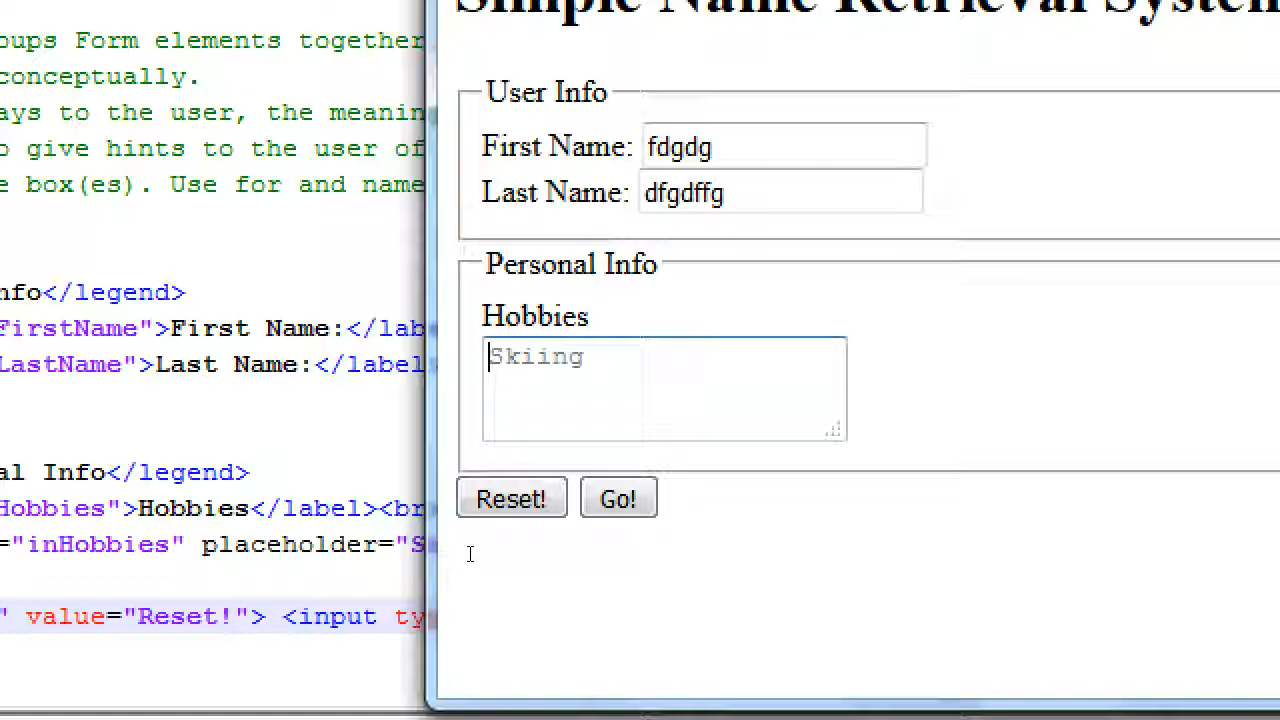 oups Form elements together
conceptually.
ays to the user, the meanin
o give hints to the user of
e box(es). Use for and name
nfo</legend>
FirstName">First Name:</lab
LastName">Last Name:</label
al Info</legend>
Hobbies">Hobbies</label><br
="inHobbies" placeholder="S
" value="Reset!"> <input ty
Simple Name Retrieval System
User Info
First Name: fdgdg
Last Name: dfgdffg
Personal Info
Hobbies
Skiing
Reset! Go!